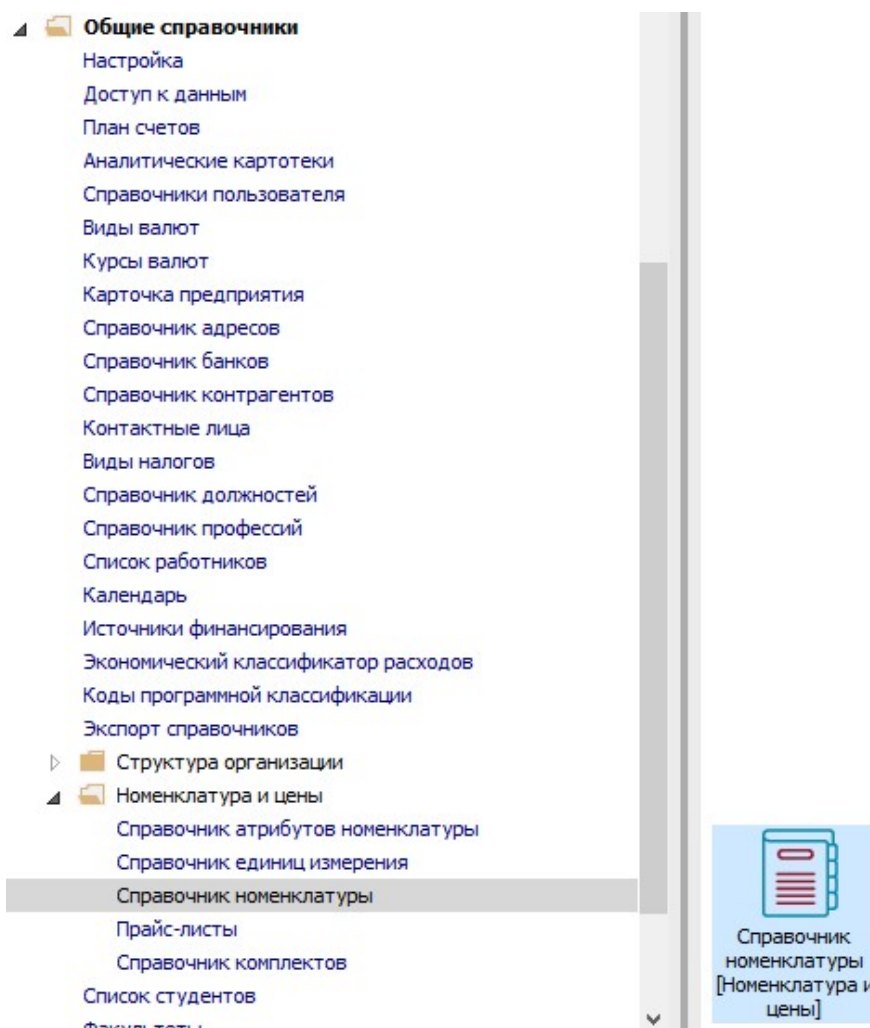 Общие справочники
Настройка
Доступ к данным
План счетов
Аналитические картотеки
Справочники пользователя
Виды валют
Курсы валют
Карточка предприятия
Справочник адресов
Справочник банков
Справочник контрагентов
Контактные лица
Виды налогов
Справочник должностей
Справочник профессий
Список работников
Календарь
Источники финансирования
Экономический классификатор расходов
Коды программной классификации
Экспорт справочников
Структура организации
Номенклатура и цены
Справочник атрибутов номенклатуры
Справочник единиц измерения
Справочник номенклатуры
Прайс-листы
Справочник комплектов
Список студентов
Факультеты
Справочник
номенклатуры
[Номенклатура и
цены]